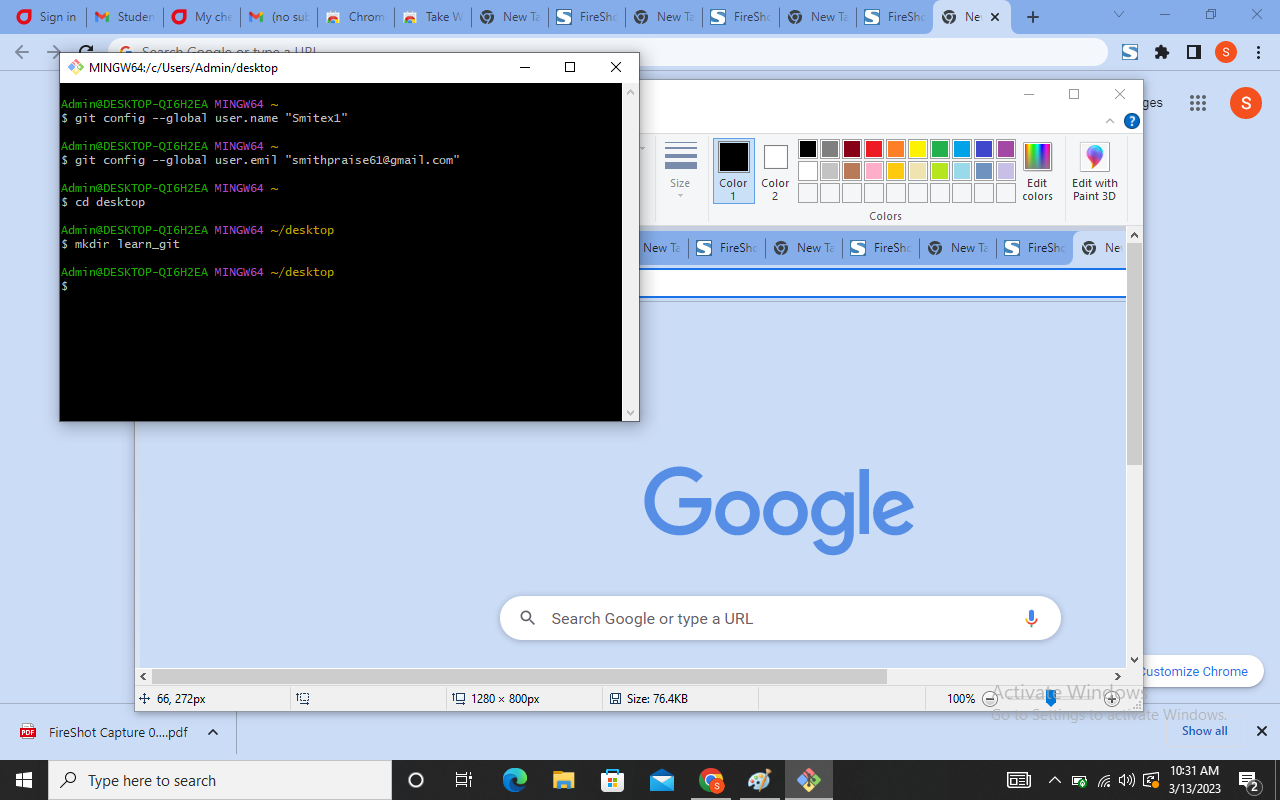 Sign in
Studen
My che
(no sub
Chrom
Take W
New Ta
FireSho
New Ta
FireSho
New Ta
FireSho
Ne
Search Google or type a URL
S
MINGW64:/c/Users/Admin/desktop
Admin@DESKTOP-QI6H2EA MINGW64 ~
$ git config --global user.name "Smitex1"
Admin@DESKTOP-QI6H2EA MINGW64 ~
$ git config --global user.emil "smithpraise61@gmail.com"
Admin@DESKTOP-QI6H2EA MINGW64 ~
$ cd desktop
Admin@DESKTOP-QI6H2EA MINGW64 ~/desktop
$ mkdir learn_git
Admin@DESKTOP-QI6H2EA MINGW64 ~/desktop
$
ges
S
Size
Color
1
Color
2
Edit
colors
Edit with
Paint 3D
Colors
New Ta
FireSho
New Ta
FireSho
New Ta
FireSho
Ne
Google
Search Google or type a URL
Customize Chrome
66, 272px
1280 × 800px
Size: 76.4KB
100%
Activate Windows
Go to Settings to activate Windows.
PDF
FireShot Capture 0....pdf
Show all
Type here to search
10:31 AM
3/13/2023
2